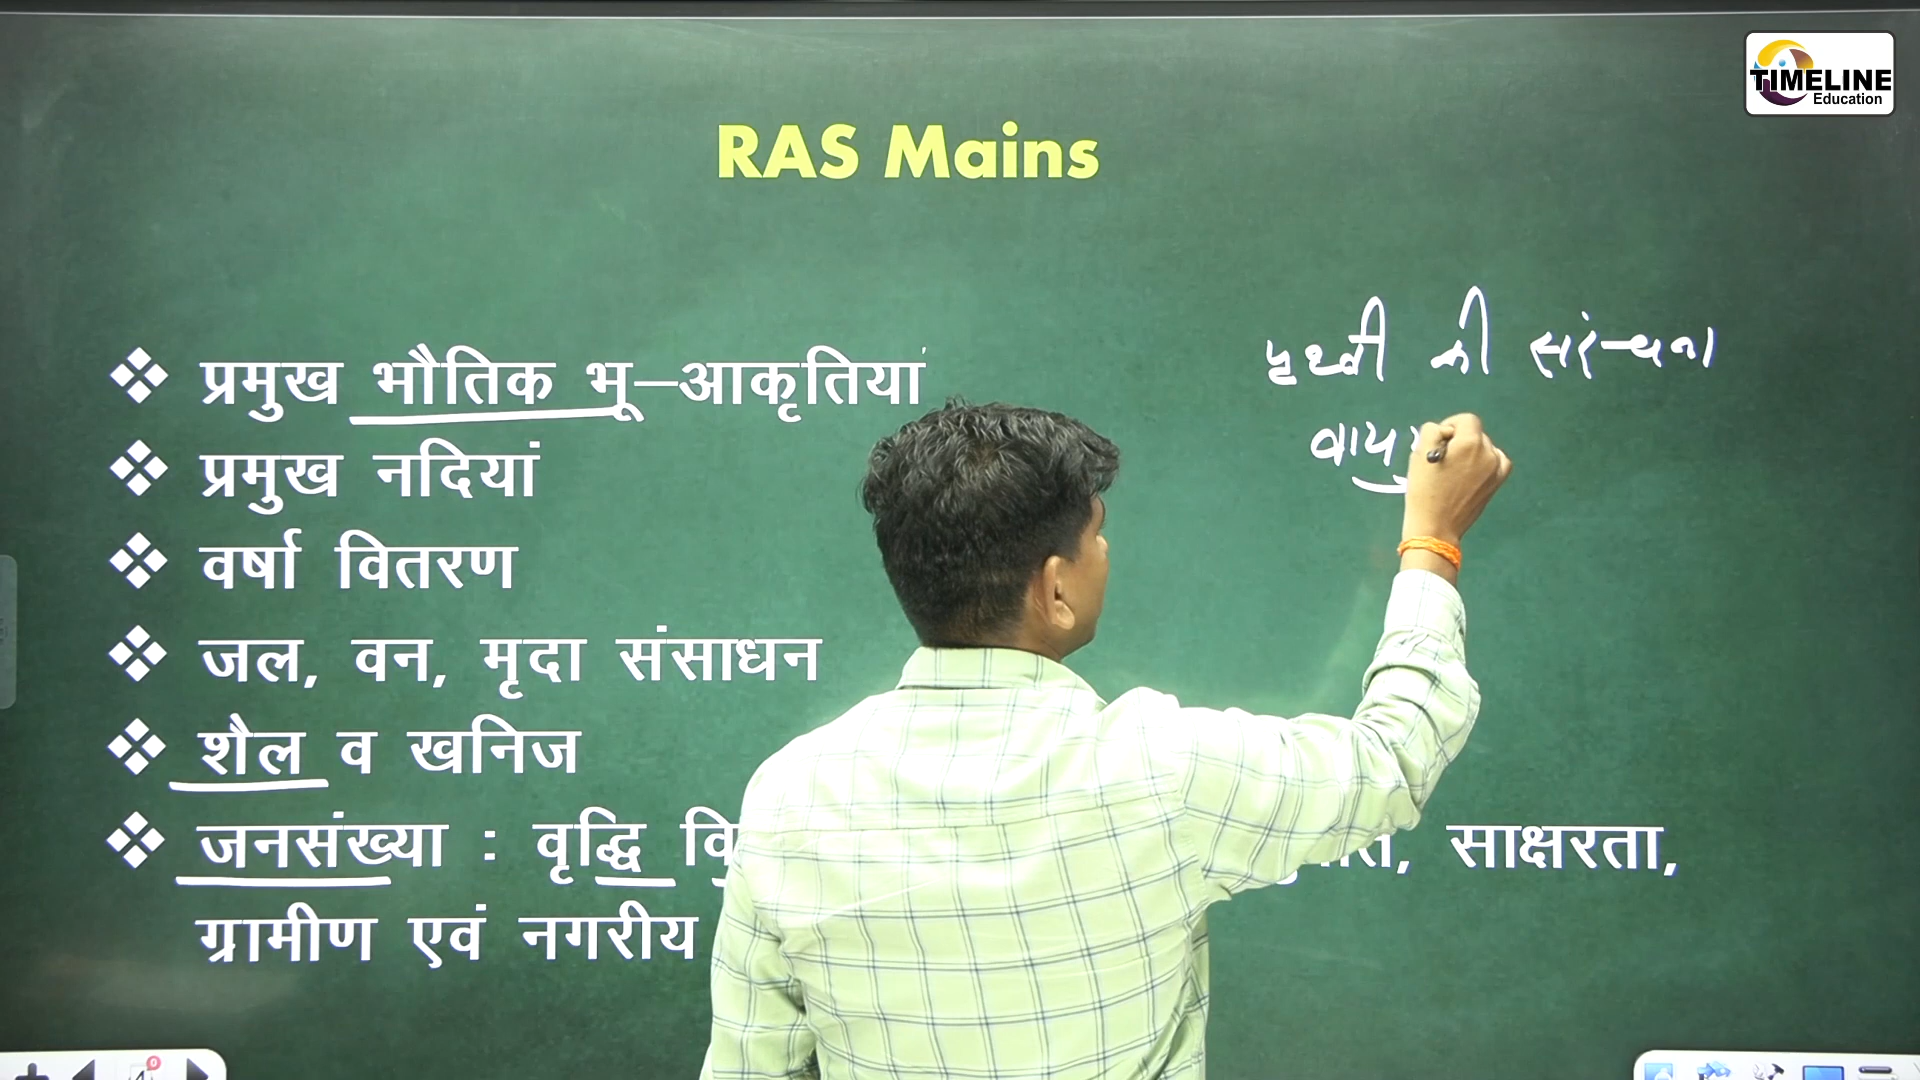 TIMELINE
Education
RAS Mains
❖ प्रमुख भौतिक भू–आकृतियां
❖ प्रमुख नदियां
❖ वर्षा वितरण
❖ जल, वन, मृदा संसाधन
❖ शैल व खनिज
❖ जनसंख्या : वृद्धि साक्षरता,
ग्रामीण एवं नगरीय
पृथ्वी की संरचना